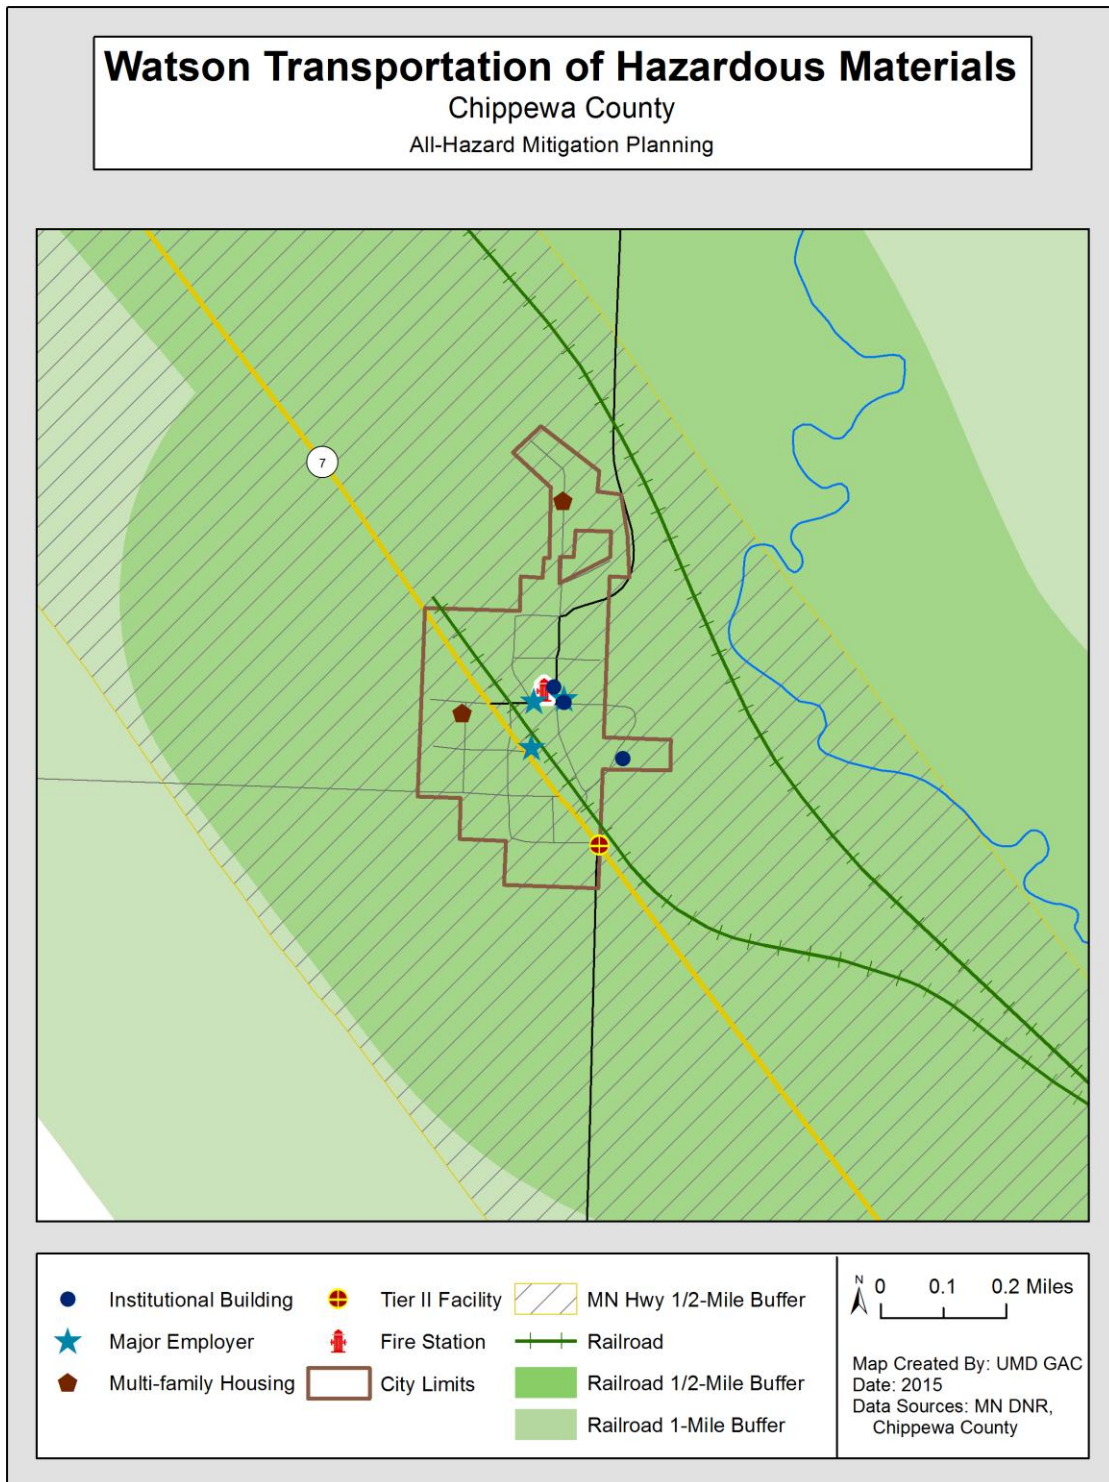 Watson Transportation of Hazardous Materials
Chippewa County
All-Hazard Mitigation Planning
7
Institutional Building
Major Employer
Multi-family Housing
Tier II Facility
Fire Station
City Limits
MN Hwy 1/2-Mile Buffer
Railroad
Railroad 1/2-Mile Buffer
Railroad 1-Mile Buffer
N
0 0.1 0.2 Miles
Map Created By: UMD GAC
Date: 2015
Data Sources: MN DNR,
Chippewa County